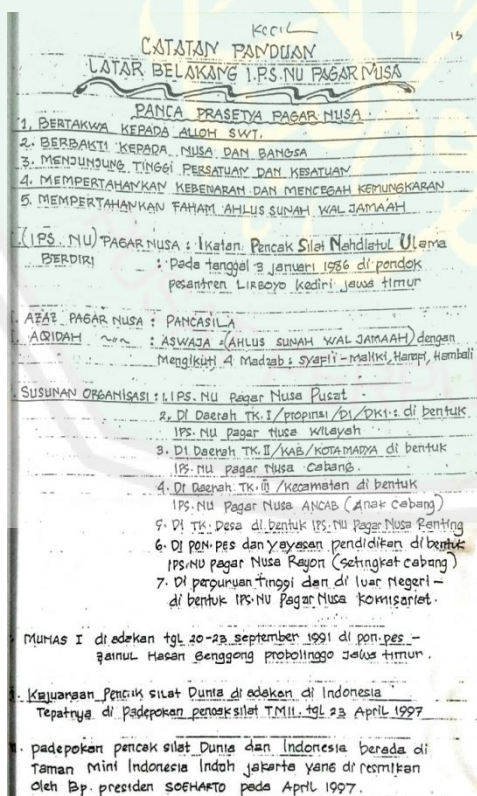 KECIL 15
CATATAN PANDUAN
LATAR BELAKANG I.P.S.NU PAGAR NUSA
PANCA PRASETYA PAGAR NUSA
1. BERTAKWA KEPADA ALLOH SWT.
2. BERBAKTI KEPADA NUSA DAN BANGSA
3. MENJUNJUNG TINGGI PERSATUAN DAN KESATUAN
4. MEMPERTAHANKAN KEBENARAN DAN MENCEGAH KEMUNGKARAN
5. MEMPERTAHANKAN FAHAM AHLUS SUNAH WAL JAMAAH
(IPS. NU) PAGAR NUSA : Ikatan Pencak Silat Nahdlatul Ulama
BERDIRI : Pada tanggal 3 januari 1986 di pondok
pesantren LIRBOYO kediri jawa timur
AZAZ PAGAR NUSA : PANCASILA
AQIDAH ~"~ : ASWAJA =(AHLUS SUNAH WAL JAMAAH) dengan
Mengikuti 4 Madzab : SYAFII - MALIKI, HANAFI, Hambali
SUSUNAN ORGANISASI : 1. IPS. NU Pagar Nusa Pusat -
2. DI Daerah TK. I / propinsi / D1 / DK1 : di bentuk
IPS. NU pagar Nusa wilayah
3. DI Daerah TK. II / KAB / KOTAMADYA di bentuk
IPS. NU pagar Nusa cabang.
4. DI Daerah TK. III / kecamatan di bentuk
IPS. NU Pagar Nusa ANCAB (Anak cabang)
5. DI TK. Desa di bentuk IPS. NU Pagar Nusa Ranting
6. DI PON. PES dan Yayasan pendidikan di bentuk
IPS.NU pagar Nusa Rayon (setingkat cabang)
7. DI perguruan tinggi dan di luar Negeri -
di bentuk IPS.NU Pagar Nusa komisariat.
MUNAS I di adakan tgl 20-23 september 1991 di pon. pes -
Zainul Hasan Genggong probolinggo Jawa timur.
Kejuaraan Pencak silat Dunia di adakan di Indonesia
Tepatnya di Padepokan pencak silat TMII. tgl 23 April 1997
padepokan pencak silat Dunia dan Indonesia berada di
Taman Mini Indonesia Indah jakarta yang di resmikan
oleh Bp. presiden SOEHARTO pada April 1997.